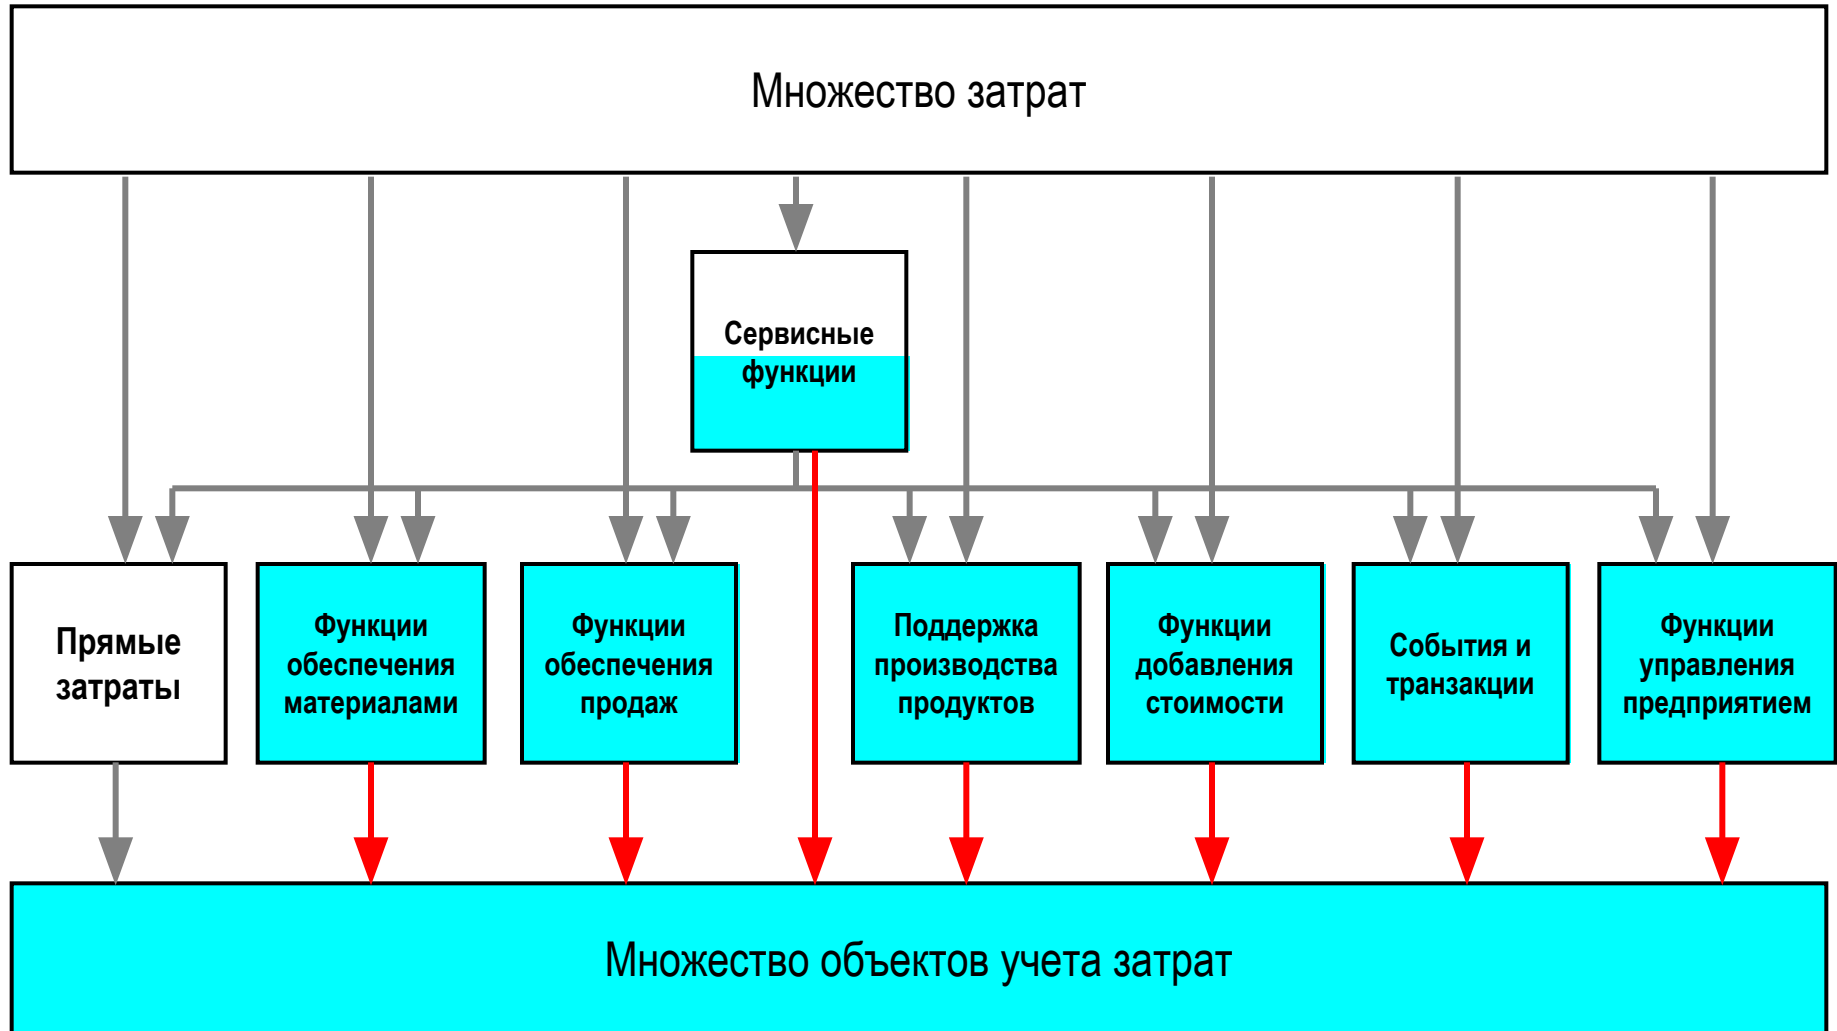 Множество затрат
Сервисные
функции
Прямые
затраты
Функции
обеспечения
материалами
Функции
обеспечения
продаж
Поддержка
производства
продуктов
Функции
добавления
стоимости
События и
транзакции
Функции
управления
предприятием
Множество объектов учета затрат